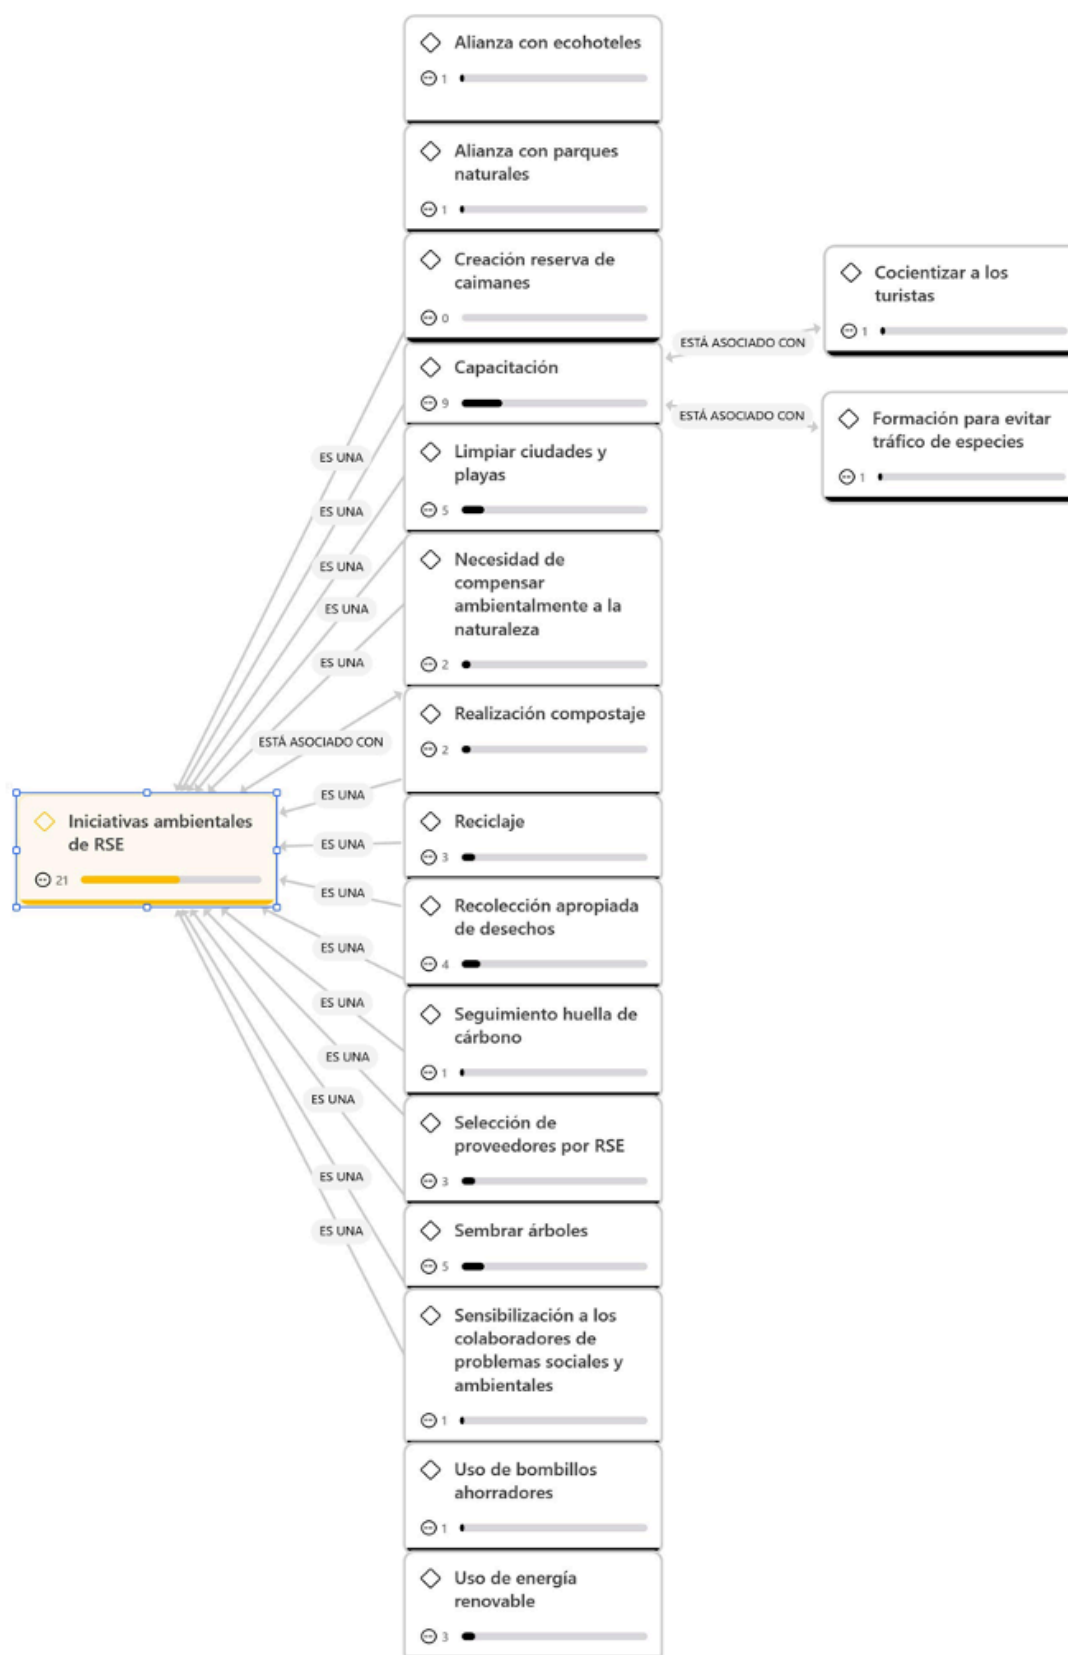 Alianza con ecohoteles
1
Alianza con parques
naturales
1
Creación reserva de
caimanes
0
Cocientizar a los
turistas
1
ESTÁ ASOCIADO CON
Capacitación
9
ESTÁ ASOCIADO CON
Formación para evitar
tráfico de especies
1
ES UNA
Limpiar ciudades y
playas
5
ES UNA
ES UNA
Necesidad de
compensar
ambientalmente a la
naturaleza
2
ES UNA
ES UNA
ESTÁ ASOCIADO CON
Realización compostaje
2
ES UNA
Iniciativas ambientales
de RSE
21
Reciclaje
3
ES UNA
ES UNA
Recolección apropiada
de desechos
4
ES UNA
Seguimiento huella de
cárbono
1
ES UNA
ES UNA
Selección de
proveedores por RSE
3
ES UNA
ES UNA
Sembrar árboles
5
ES UNA
Sensibilización a los
colaboradores de
problemas sociales y
ambientales
1
Uso de bombillos
ahorradores
1
Uso de energía
renovable
3